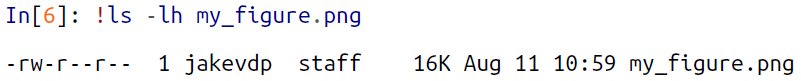 In[6]: !ls -lh my_figure.png
-rw-r--r-- 1 jakevdp staff 16K Aug 11 10:59 my_figure.png